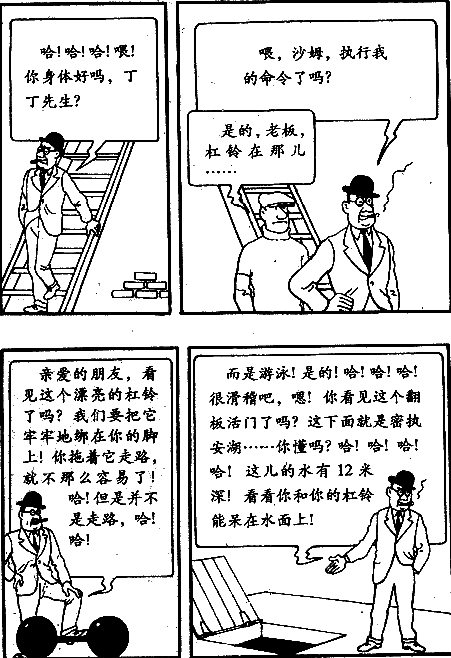 哈!哈!哈!喂!
你身体好吗,丁
丁先生?
喂,沙姆,执行我
的命令了吗?
是的,老板,
杠铃在那儿
……
亲爱的朋友,看
见这个漂亮的杠铃
了吗?我们要把它
牢牢地绑在你的脚
上!你拖着它走路,
就不那么容易了!
哈!但是并不
是走路,哈!
哈!
而是游泳!是的!哈!哈!哈!
很滑稽吧,嗯!你看见这个翻
板活门了吗?这下面就是密执
安湖……你懂吗?哈!哈!哈!
哈!这儿的水有12米
深!看看你和你的杠铃
能呆在水面上!